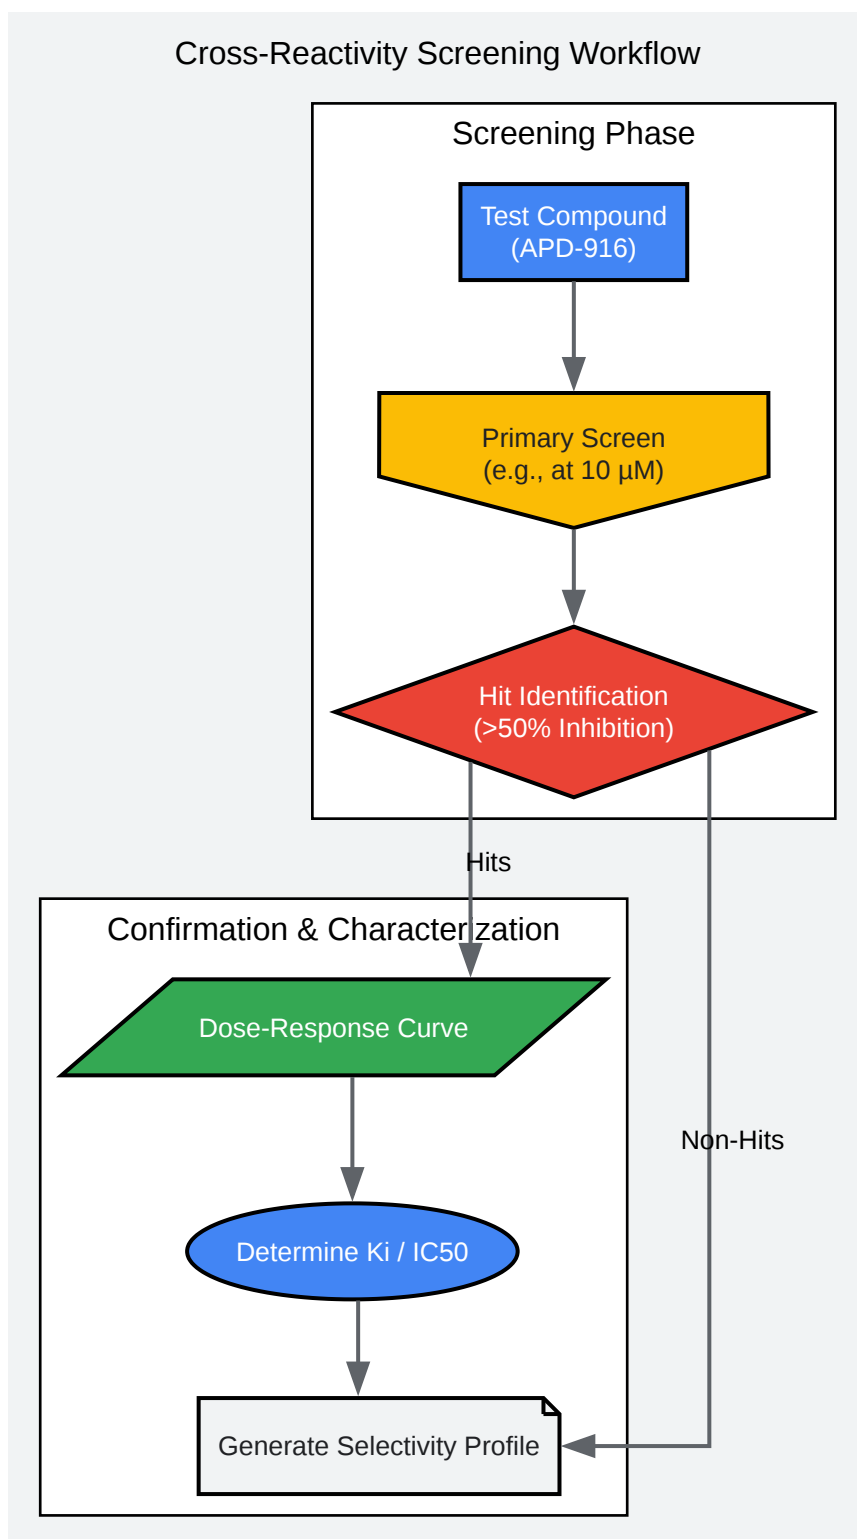 Cross-Reactivity Screening Workflow
Screening Phase
Test Compound
(APD-916)
Primary Screen
(e.g., at 10 µM)
Hit Identification
(>50% Inhibition)
Hits
Confirmation & Characterization
Dose-Response Curve
Non-Hits
Determine Ki / IC50
Generate Selectivity Profile